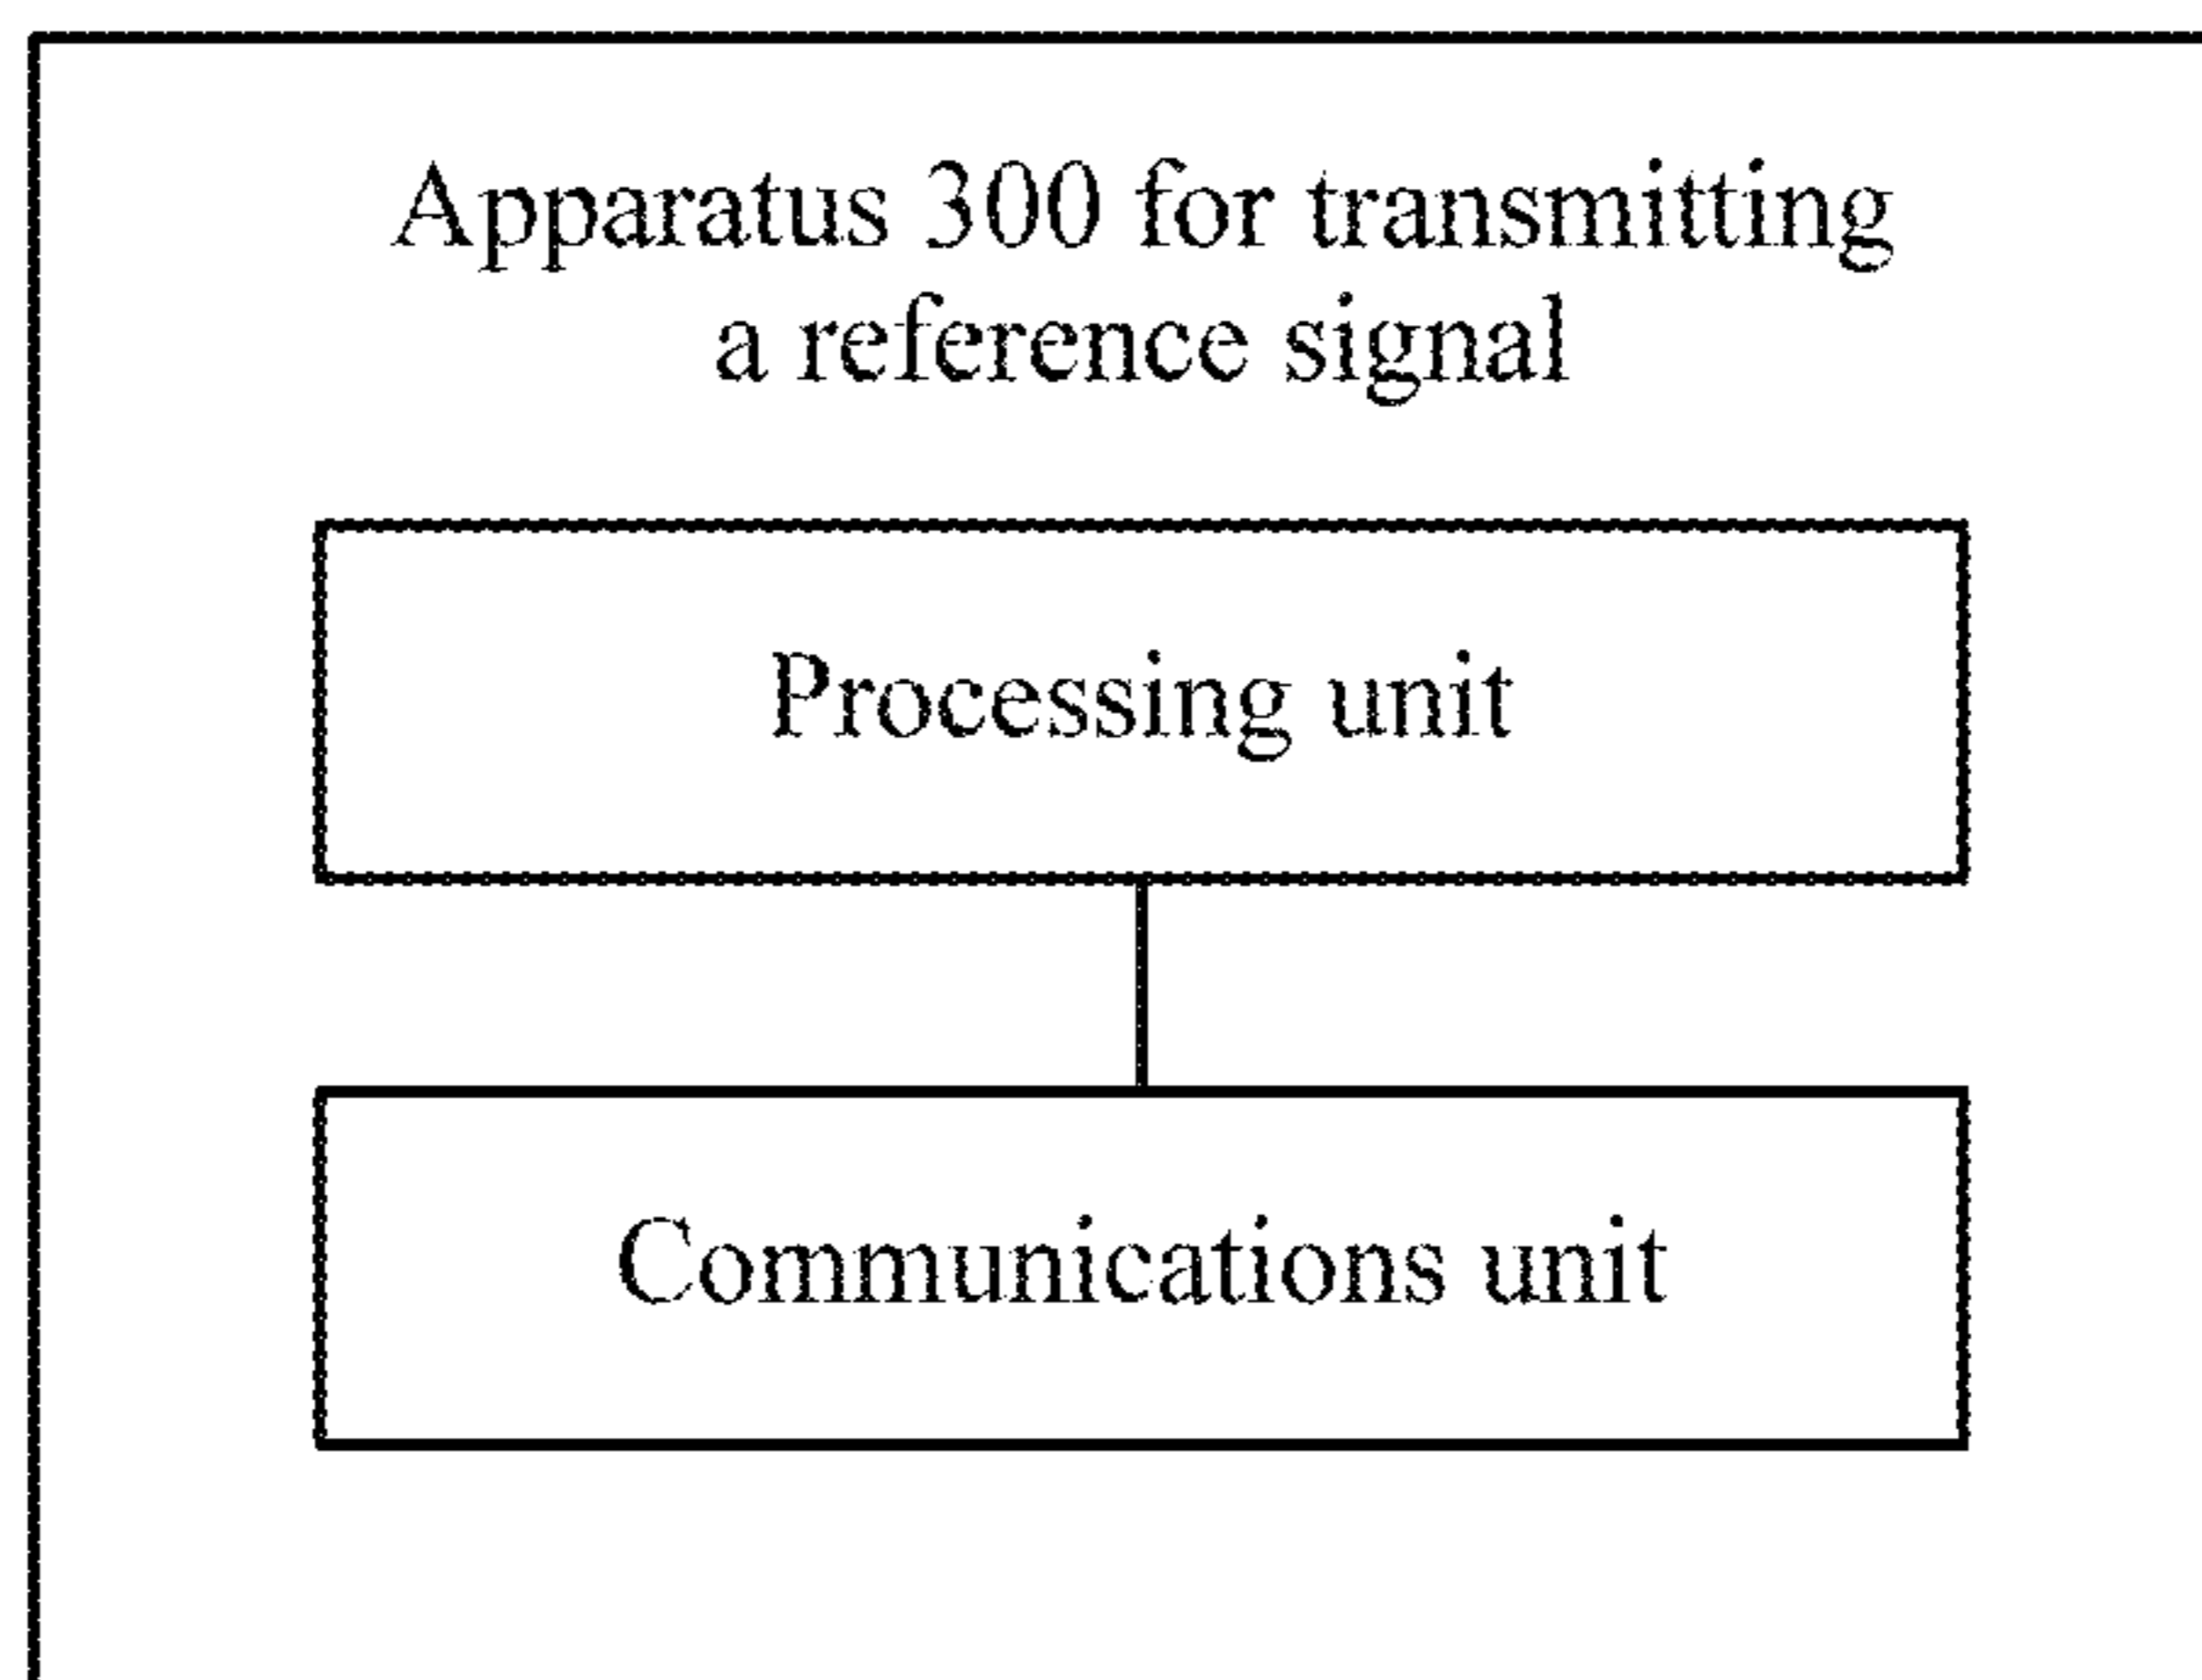 Apparatus 300 for transmitting
a reference signal
Processing unit
Communications unit